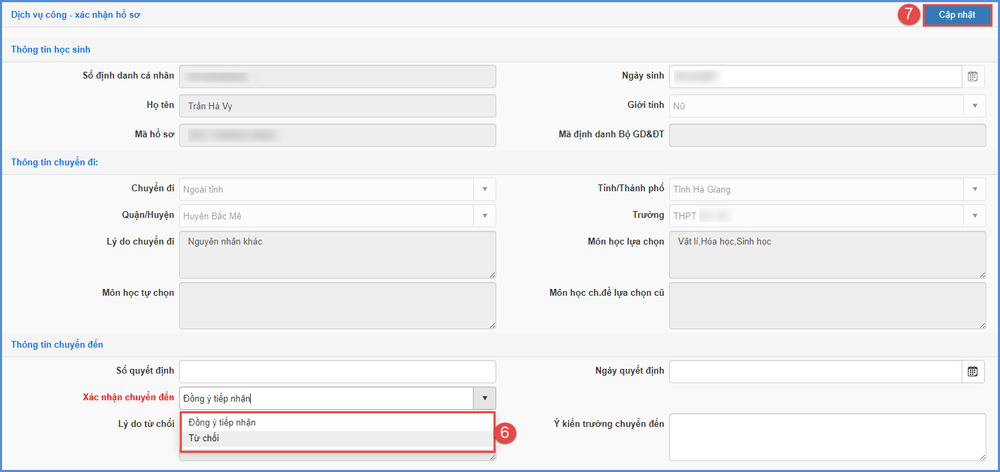 Dịch vụ công - xác nhận hồ sơ
7
Cập nhật
Thông tin học sinh
Số định danh cá nhân
Ngày sinh
Họ tên Trần Hà Vy
Giới tính Nữ
Mã hồ sơ
Mã định danh Bộ GD&ĐT
Thông tin chuyển đi:
Chuyển đi Ngoài tỉnh
Tỉnh/Thành phố Tỉnh Hà Giang
Quận/Huyện Huyện Bắc Mê
Trường THPT
Lý do chuyển đi Nguyên nhân khác
Môn học lựa chọn Vật lí,Hóa học,Sinh học
Môn học tự chọn
Môn học ch.đề lựa chọn cũ
Thông tin chuyển đến
Số quyết định
Ngày quyết định
Xác nhận chuyển đến Đồng ý tiếp nhận
Lý do từ chối
Đồng ý tiếp nhận
Từ chối
6
Ý kiến trường chuyển đến